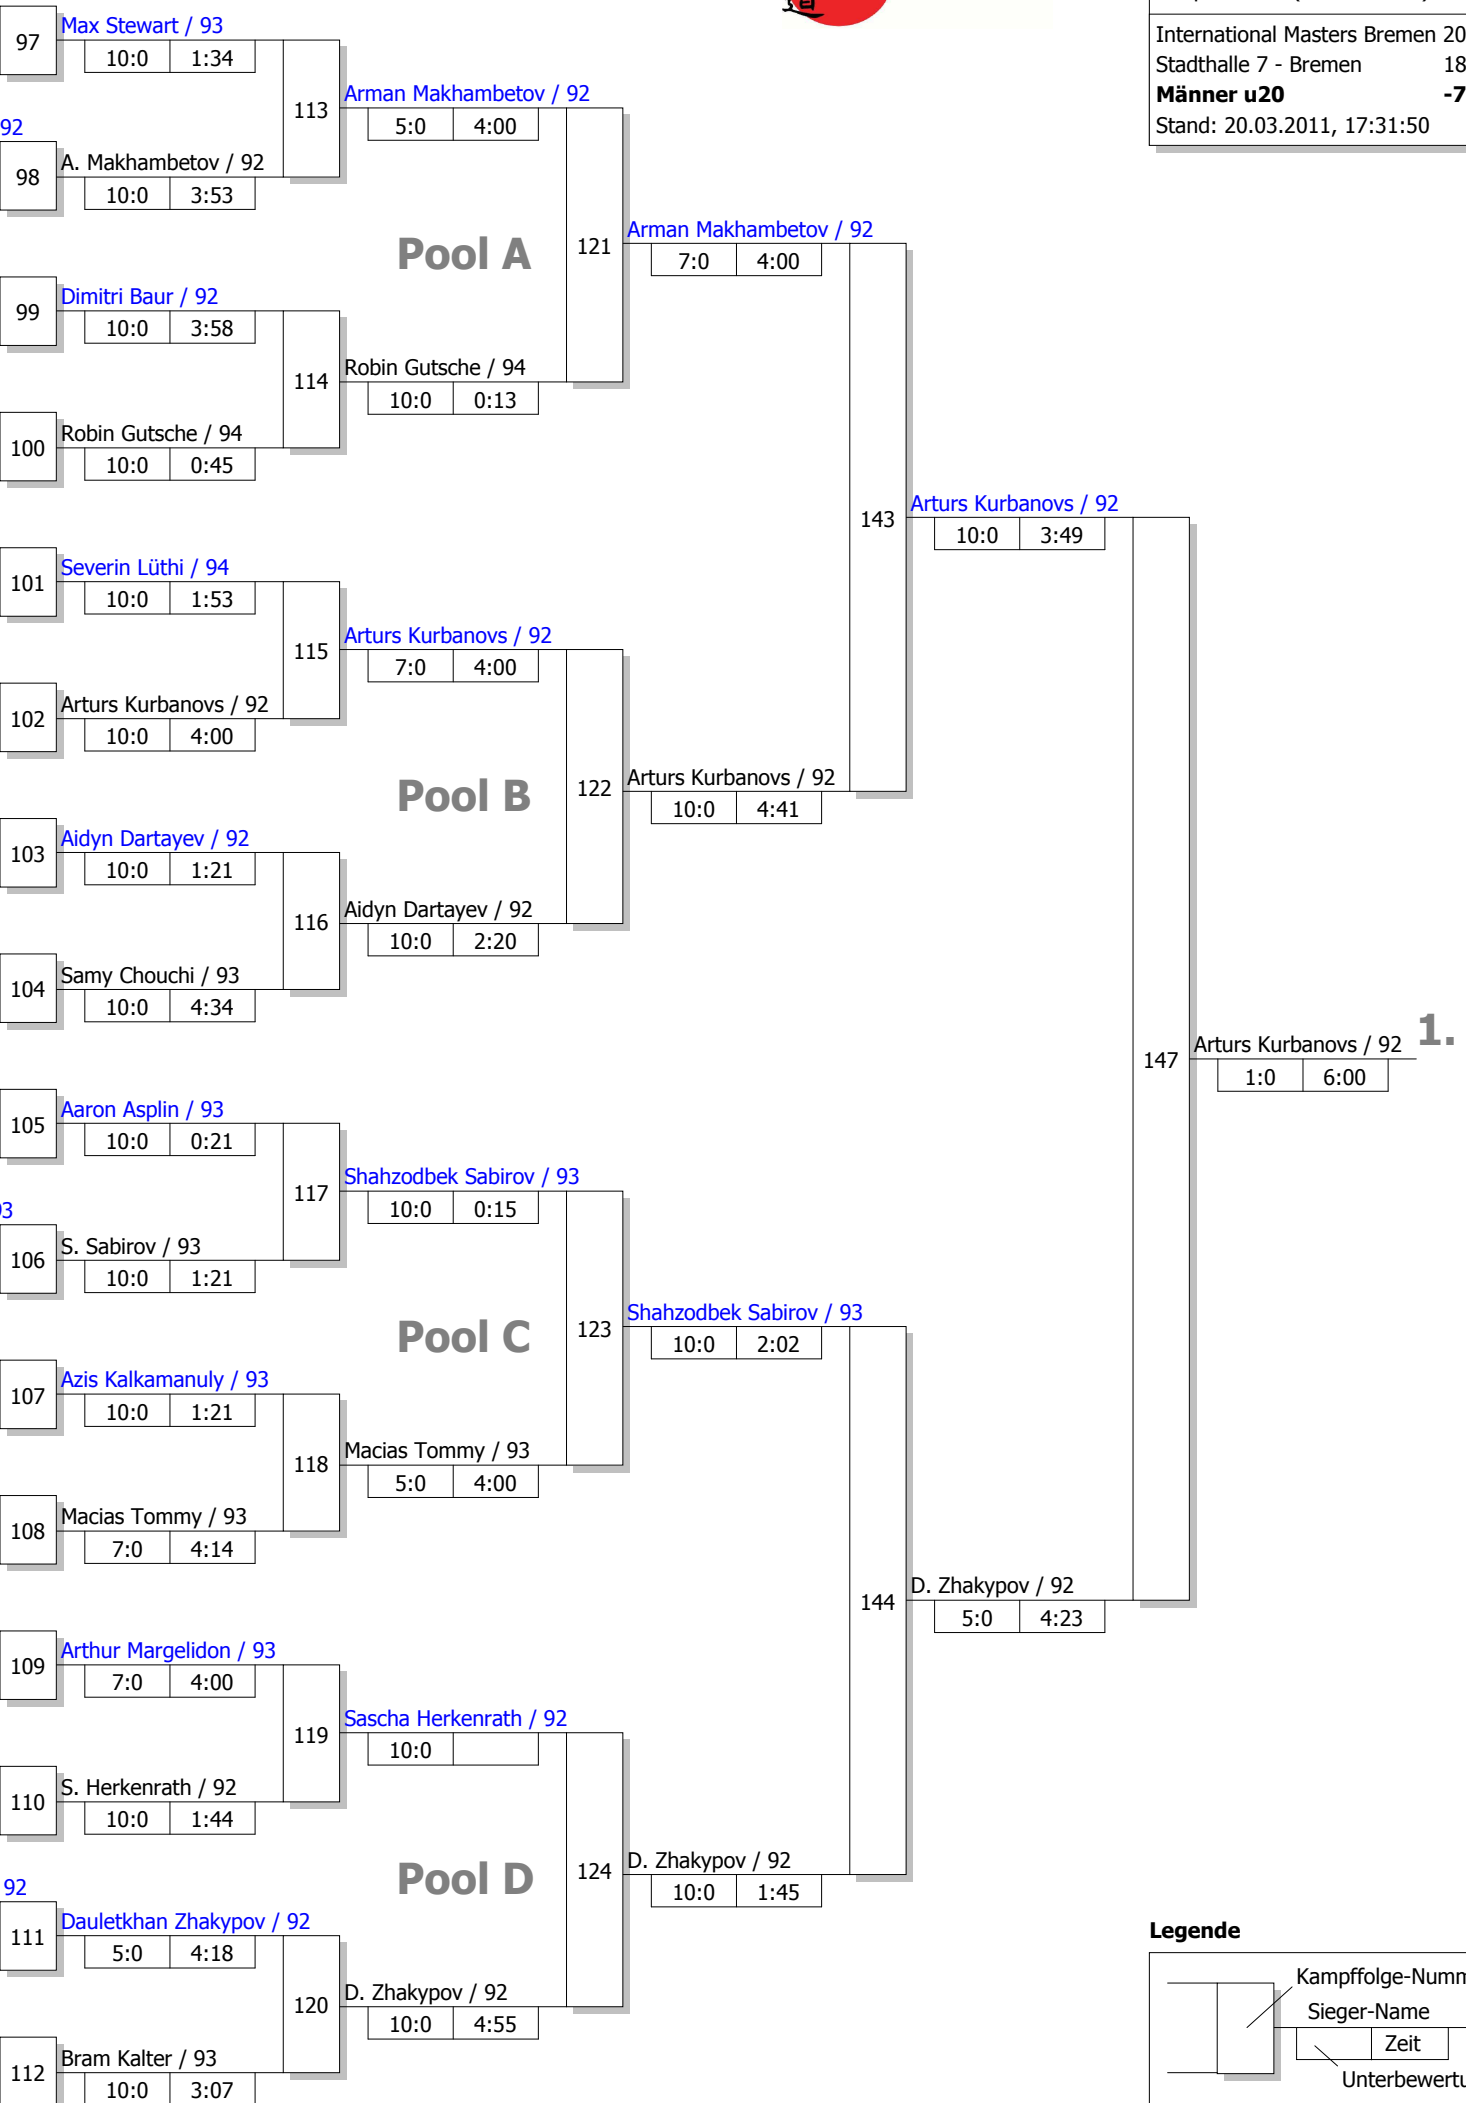 International Masters Bremen 20
Stadthalle 7 - Bremen 18
Männer u20 -7
Stand: 20.03.2011, 17:31:50
97
Max Stewart / 93
10:0 1:34
113
Arman Makhambetov / 92
5:0 4:00
92
98
A. Makhambetov / 92
10:0 3:53
Pool A
121
Arman Makhambetov / 92
7:0 4:00
99
Dimitri Baur / 92
10:0 3:58
114
Robin Gutsche / 94
10:0 0:13
100
Robin Gutsche / 94
10:0 0:45
143
Arturs Kurbanovs / 92
10:0 3:49
101
Severin Lüthi / 94
10:0 1:53
115
Arturs Kurbanovs / 92
7:0 4:00
102
Arturs Kurbanovs / 92
10:0 4:00
Pool B
122
Arturs Kurbanovs / 92
10:0 4:41
103
Aidyn Dartayev / 92
10:0 1:21
116
Aidyn Dartayev / 92
10:0 2:20
104
Samy Chouchi / 93
10:0 4:34
147
Arturs Kurbanovs / 92
1.
1:0 6:00
105
Aaron Asplin / 93
10:0 0:21
117
Shahzodbek Sabirov / 93
10:0 0:15
3
106
S. Sabirov / 93
10:0 1:21
Pool C
123
Shahzodbek Sabirov / 93
10:0 2:02
107
Azis Kalkamanuly / 93
10:0 1:21
118
Macias Tommy / 93
5:0 4:00
108
Macias Tommy / 93
7:0 4:14
144
D. Zhakypov / 92
5:0 4:23
109
Arthur Margelidon / 93
7:0 4:00
119
Sascha Herkenrath / 92
10:0
110
S. Herkenrath / 92
10:0 1:44
Pool D
124
D. Zhakypov / 92
10:0 1:45
92
111
Dauletkhan Zhakypov / 92
5:0 4:18
120
D. Zhakypov / 92
10:0 4:55
112
Bram Kalter / 93
10:0 3:07
Legende
Kampffolge-Numm
Sieger-Name
Zeit
Unterbewertu